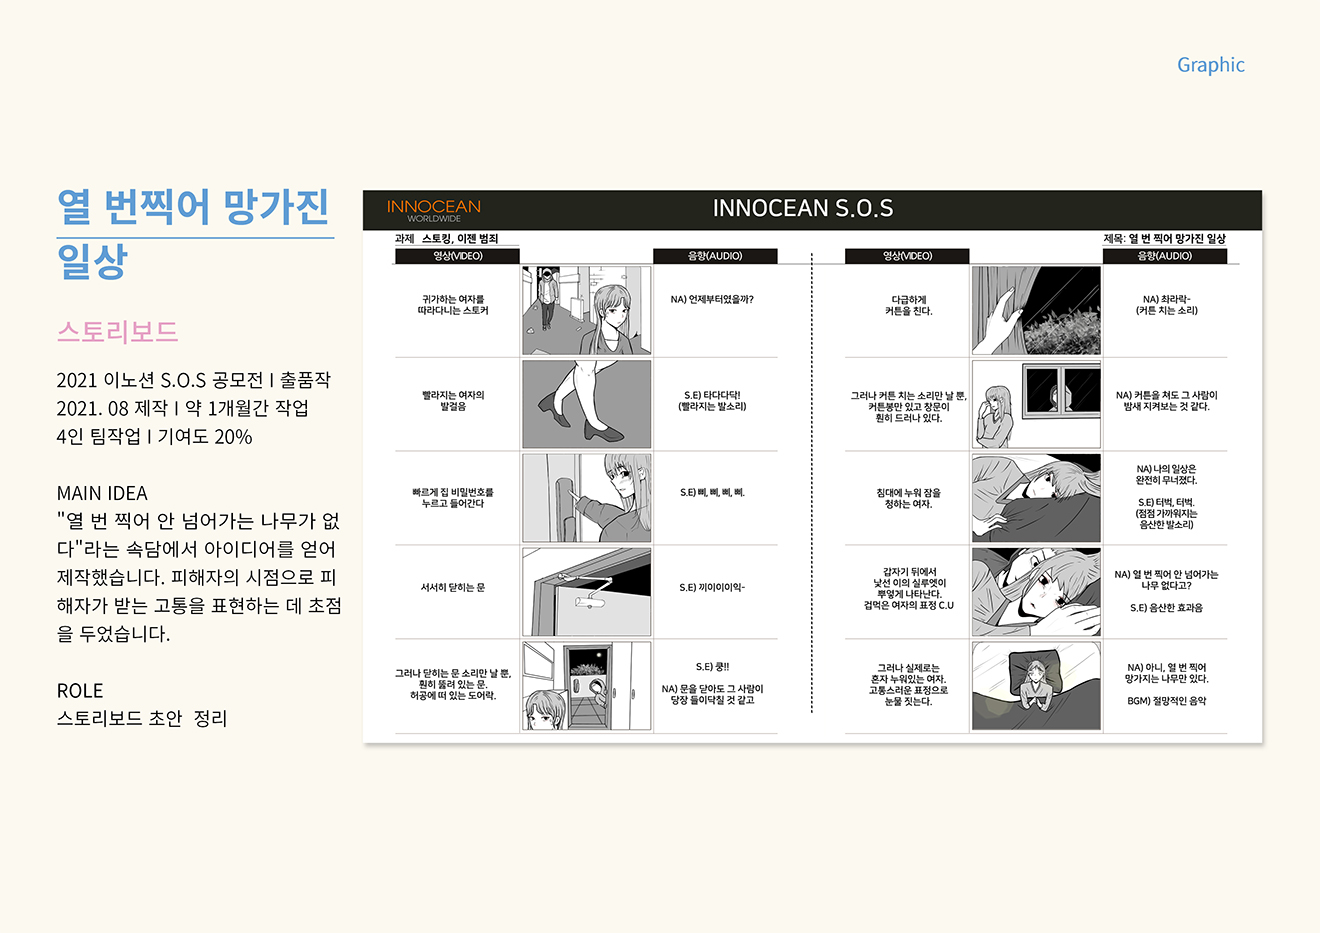 Graphic
열 번찍어 망가진
일상
스토리보드
2021 이노션 S.O.S 공모전 I 출품작
2021. 08 제작 I 약 1개월간 작업
4인 팀작업 I 기여도 20%
MAIN IDEA
"열 번 찍어 안 넘어가는 나무가 없
다"라는 속담에서 아이디어를 얻어
제작했습니다. 피해자의 시점으로 피
해자가 받는 고통을 표현하는 데 초점
을 두었습니다.
ROLE
스토리보드 초안  정리
INNOCEAN
WORLDWIDE
INNOCEAN S.O.S
과제 스토킹, 이젠 범죄
제목: 열 번 찍어 망가진 일상
영상(VIDEO)
음향(AUDIO)
귀가하는 여자를
따라다니는 스토커
NA) 언제부터였을까?
빨라지는 여자의
발걸음
S.E) 타다다닥!
(빨라지는 발소리)
빠르게 집 비밀번호를
누르고 들어간다
S.E) 삐, 삐, 삐, 삐.
서서히 닫히는 문
S.E) 끼이이이익-
그러나 닫히는 문 소리만 날 뿐,
훤히 뚫려 있는 문.
허공에 떠 있는 도어락.
S.E) 쿵!!
NA) 문을 닫아도 그 사람이
당장 들이닥칠 것 같고
영상(VIDEO)
음향(AUDIO)
다급하게
커튼을 친다.
NA) 촤라락-
(커튼 치는 소리)
그러나 커튼 치는 소리만 날 뿐,
커튼봉만 있고 창문이
훤히 드러나 있다.
NA) 커튼을 쳐도 그 사람이
밤새 지켜보는 것 같다.
침대에 누워 잠을
청하는 여자.
NA) 나의 일상은
완전히 무너졌다.
S.E) 터벅, 터벅.
(점점 가까워지는
음산한 발소리)
갑자기 뒤에서
낯선 이의 실루엣이
뿌옇게 나타난다.
겁먹은 여자의 표정 C.U
NA) 열 번 찍어 안 넘어가는
나무 없다고?
S.E) 음산한 효과음
그러나 실제로는
혼자 누워있는 여자.
고통스러운 표정으로
눈물 짓는다.
NA) 아니, 열 번 찍어
망가지는 나무만 있다.
BGM) 절망적인 음악